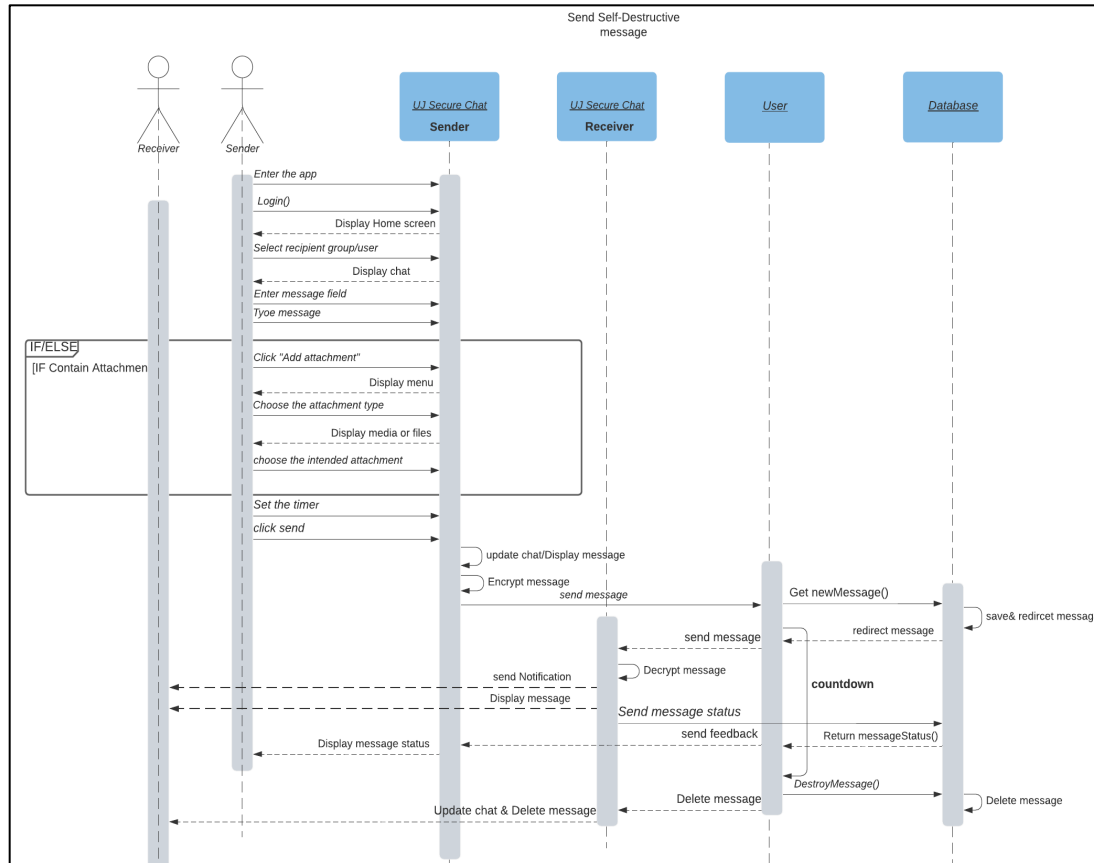 Send Self-Destructive
message
UJ Secure Chat
Sender
UJ Secure Chat
Receiver
User
Database
Receiver
Sender
Enter the app
Login()
Display Home screen
Select recipient group/user
Display chat
Enter message field
Tyoe message
IF/ELSE
[IF Contain Attachmen
Click "Add attachment"
Display menu
Choose the attachment type
Display media or files
choose the intended attachment
Set the timer
click send
update chat/Display message
Encrypt message
send message
Get newMessage()
save& redircet messag
redirect message
send message
Decrypt message
send Notification
countdown
Display message
Send message status
send feedback
Return messageStatus()
Display message status
DestroyMessage()
Delete message
Delete message
Update chat & Delete message